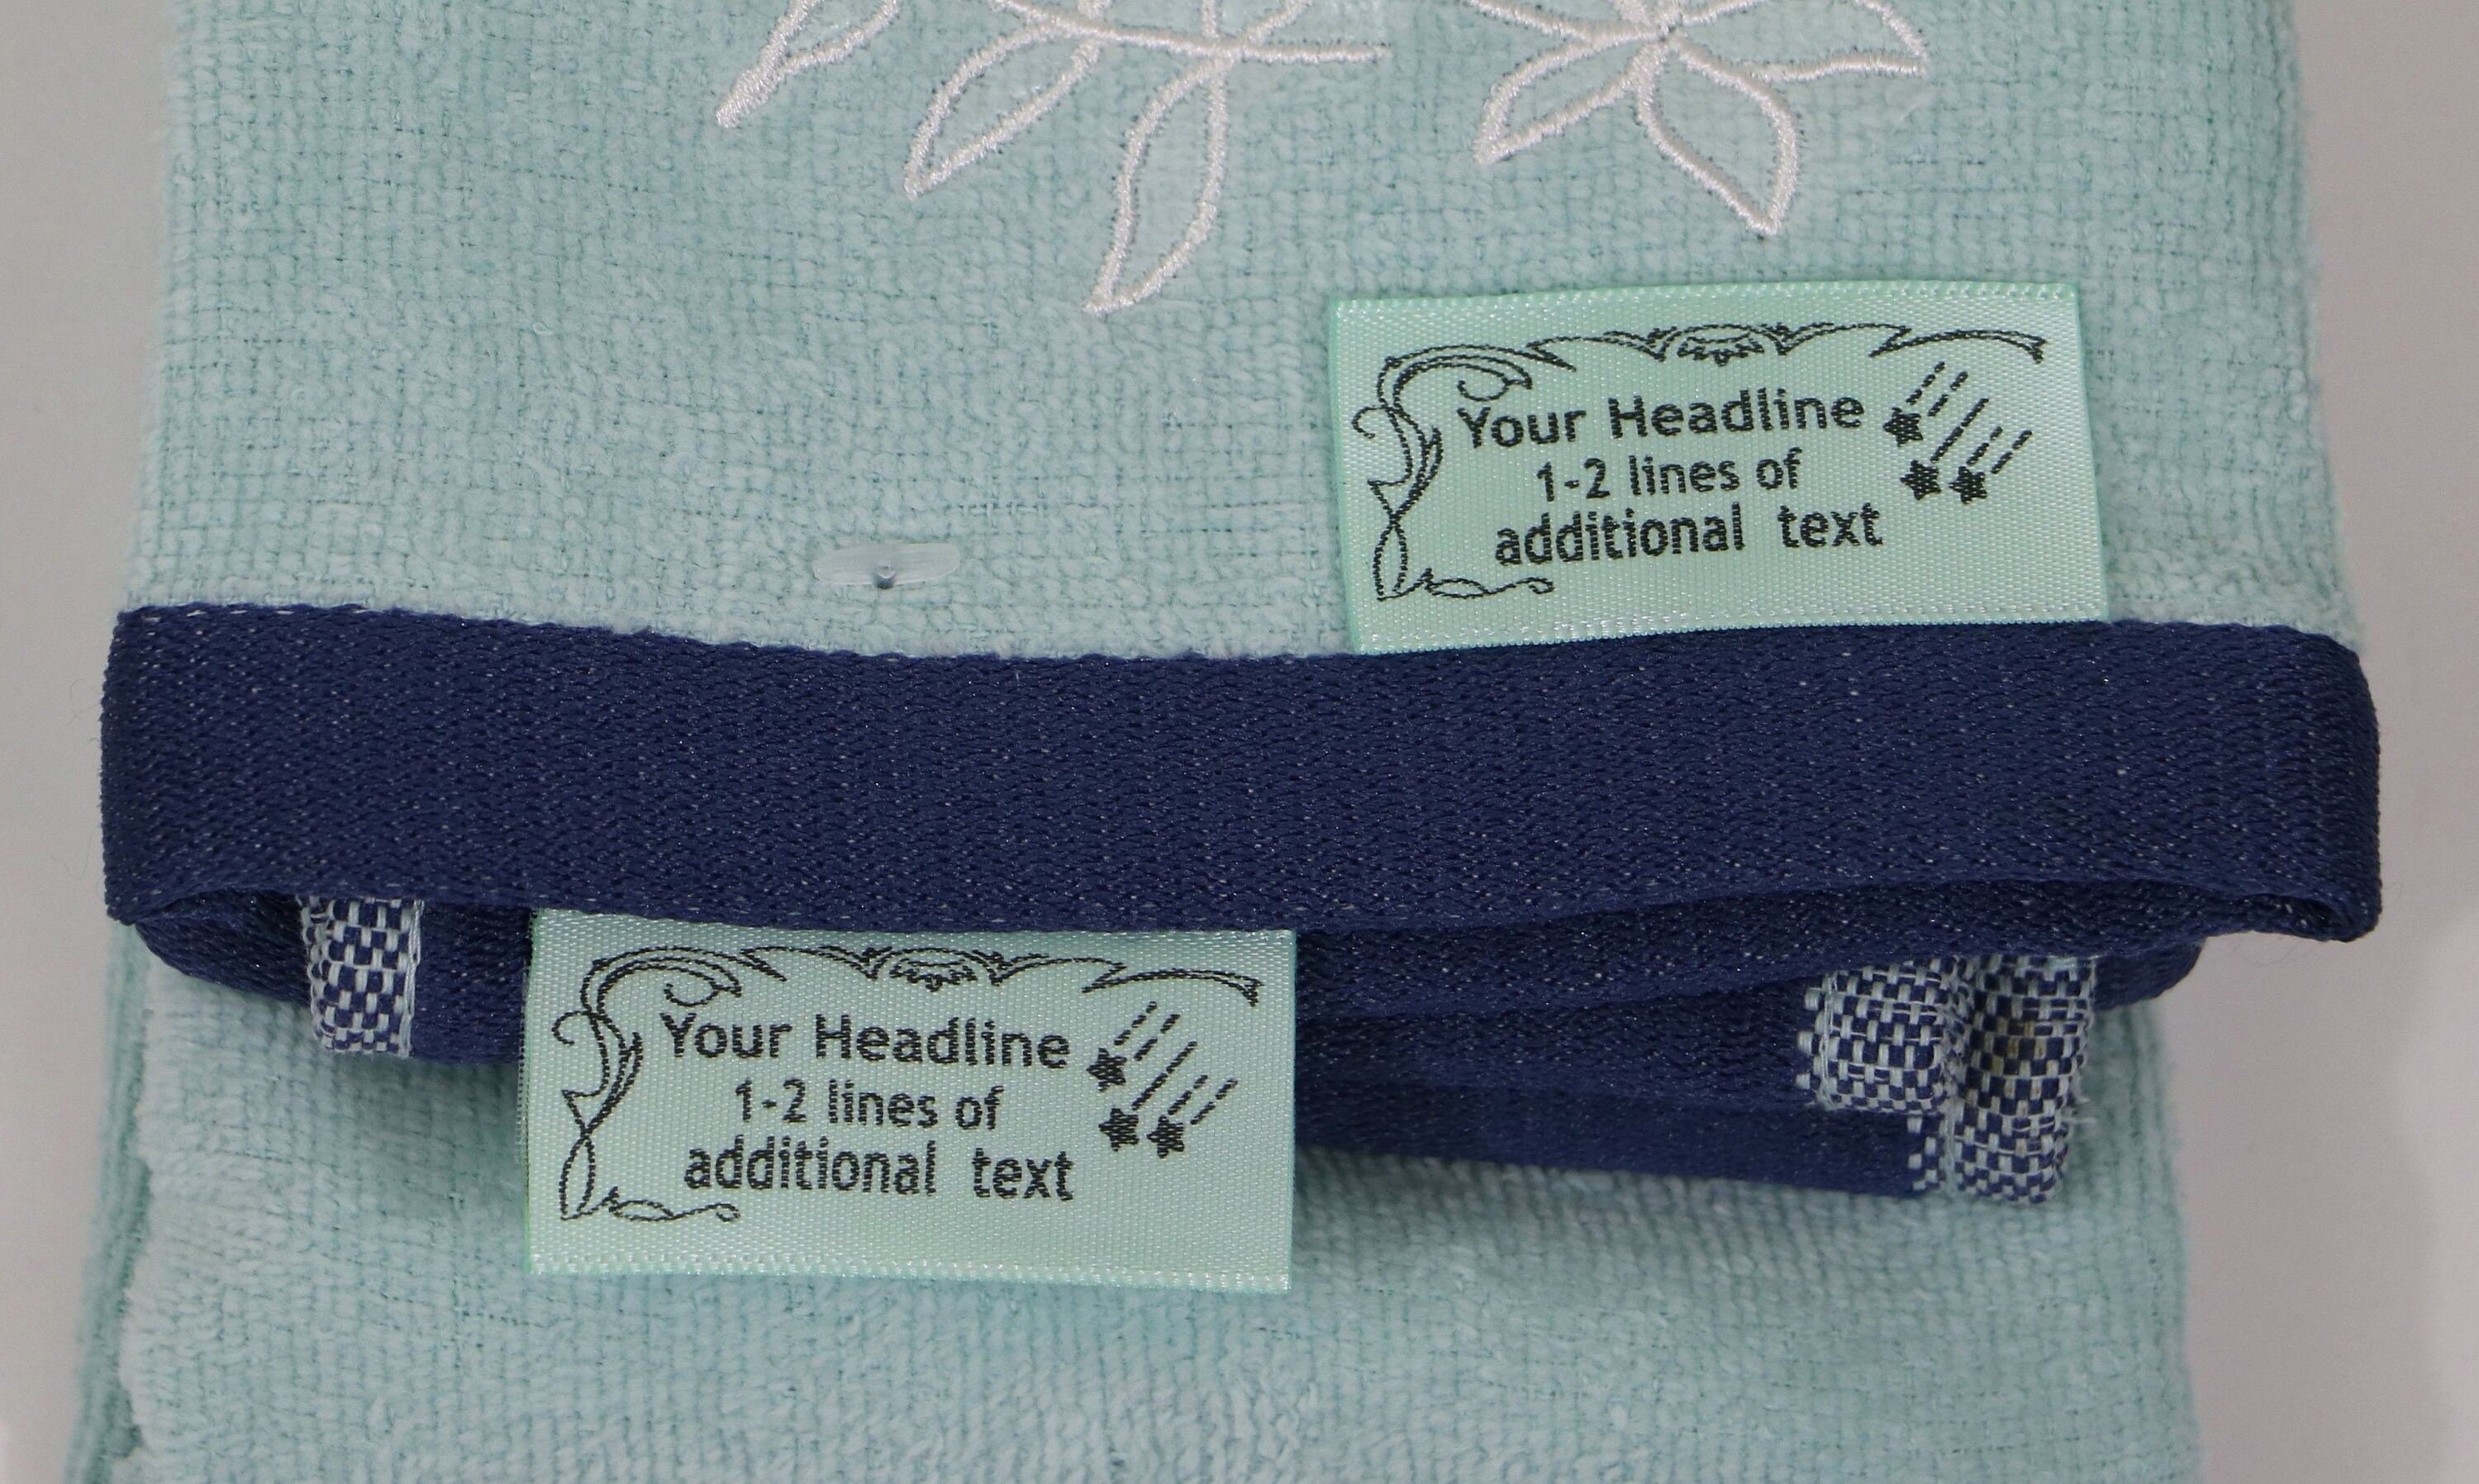 Your Headline
1-2 lines of
additional text
Your Headline
1-2 lines of
additional text